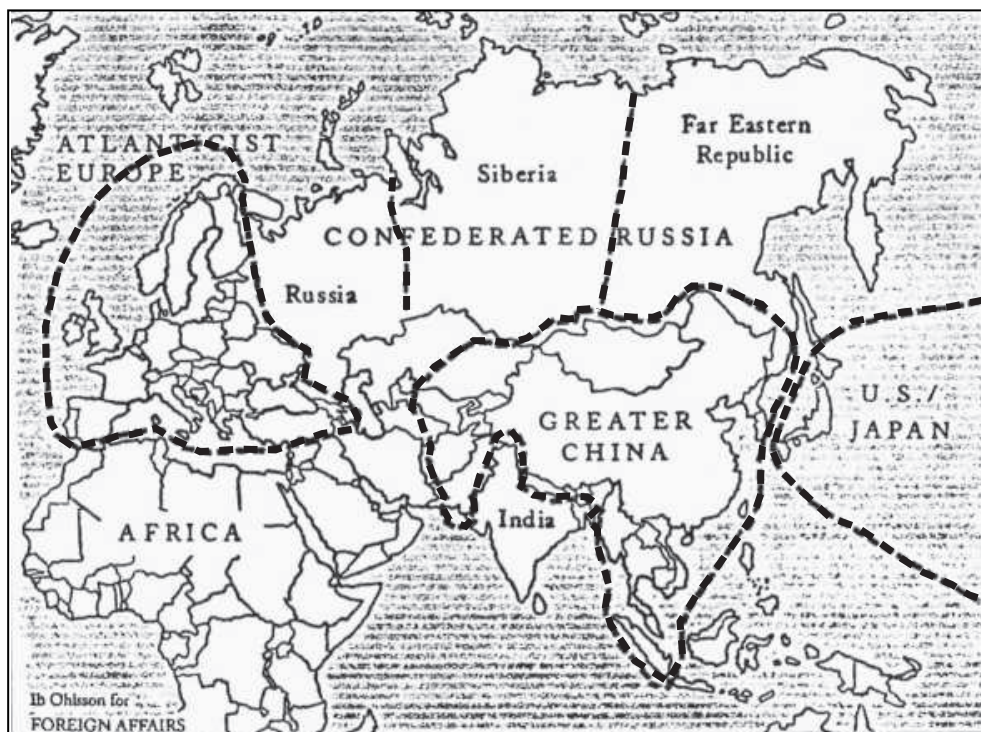 ATLANTICIST
EUROPE
Far Eastern
Republic
Siberia
CONFEDERATED RUSSIA
Russia
U.S./
JAPAN
GREATER
CHINA
India
AFRICA
Ib Ohlsson for
FOREIGN AFFAIRS